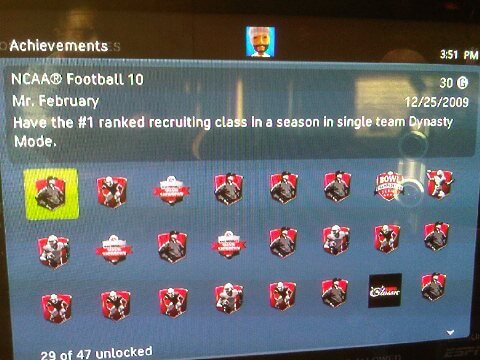 Achievements
3:51 PM
NCAA® Football 10
30 G
Mr. February
12/25/2009
Have the #1 ranked recruiting class in a season in single team Dynasty
Mode.
BOWL
29 of 47 unlocked